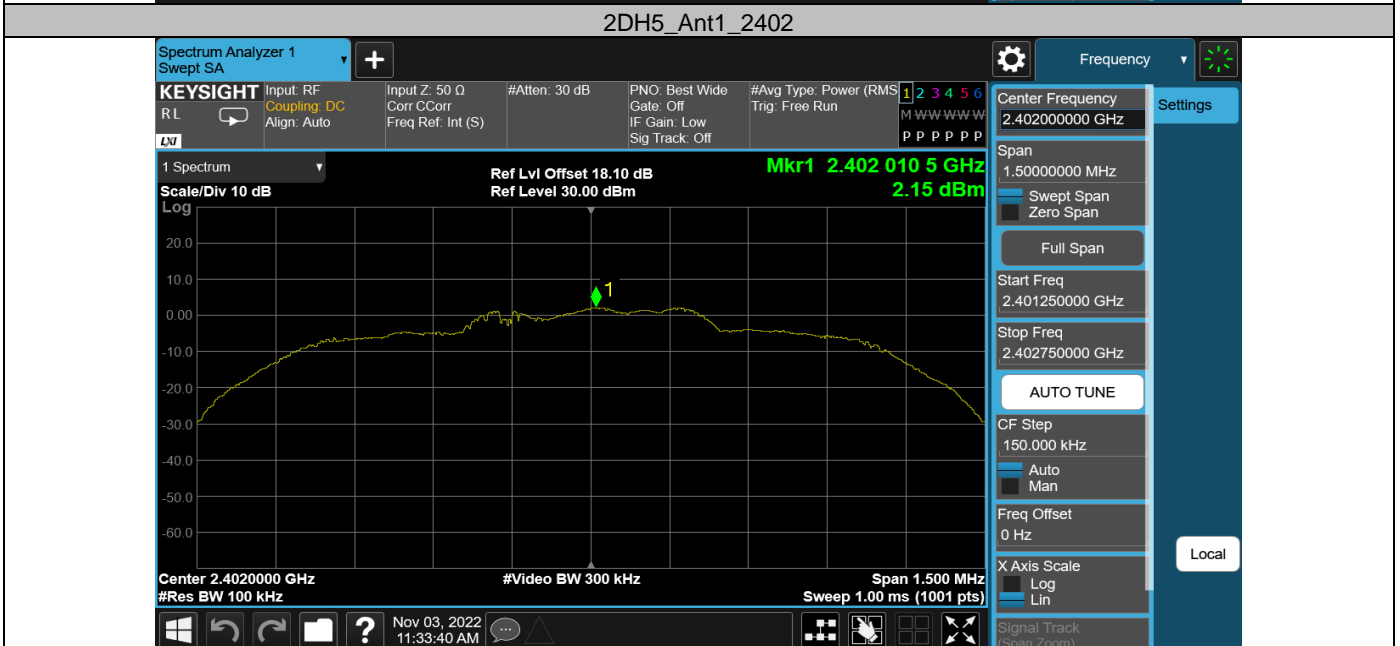 2DH5_Ant1_2402
Spectrum Analyzer 1
Swept SA
Frequency
KEYSIGHT
RL
LXI
Input: RF
Coupling: DC
Align: Auto
Input Z: 50 Ω
Corr CCorr
Freq Ref: Int (S)
#Atten: 30 dB
PNO: Best Wide
Gate: Off
IF Gain: Low
Sig Track: Off
#Avg Type: Power (RMS
Trig: Free Run
1 2 3 4 5 6
M W W W W W
P P P P P P
1 Spectrum
Scale/Div 10 dB
Log
Ref Lvl Offset 18.10 dB
Ref Level 30.00 dBm
Mkr1 2.402 010 5 GHz
2.15 dBm
20.0
10.0
0.00
-10.0
-20.0
-30.0
-40.0
-50.0
-60.0
1
Center 2.4020000 GHz
#Res BW 100 kHz
#Video BW 300 kHz
Span 1.500 MHz
Sweep 1.00 ms (1001 pts)
Nov 03, 2022
11:33:40 AM
Center Frequency
2.402000000 GHz
Span
1.50000000 MHz
Swept Span
Zero Span
Full Span
Start Freq
2.401250000 GHz
Stop Freq
2.402750000 GHz
AUTO TUNE
CF Step
150.000 kHz
Auto
Man
Freq Offset
0 Hz
X Axis Scale
Log
Lin
Signal Track
(Span Zoom)
Settings
Local